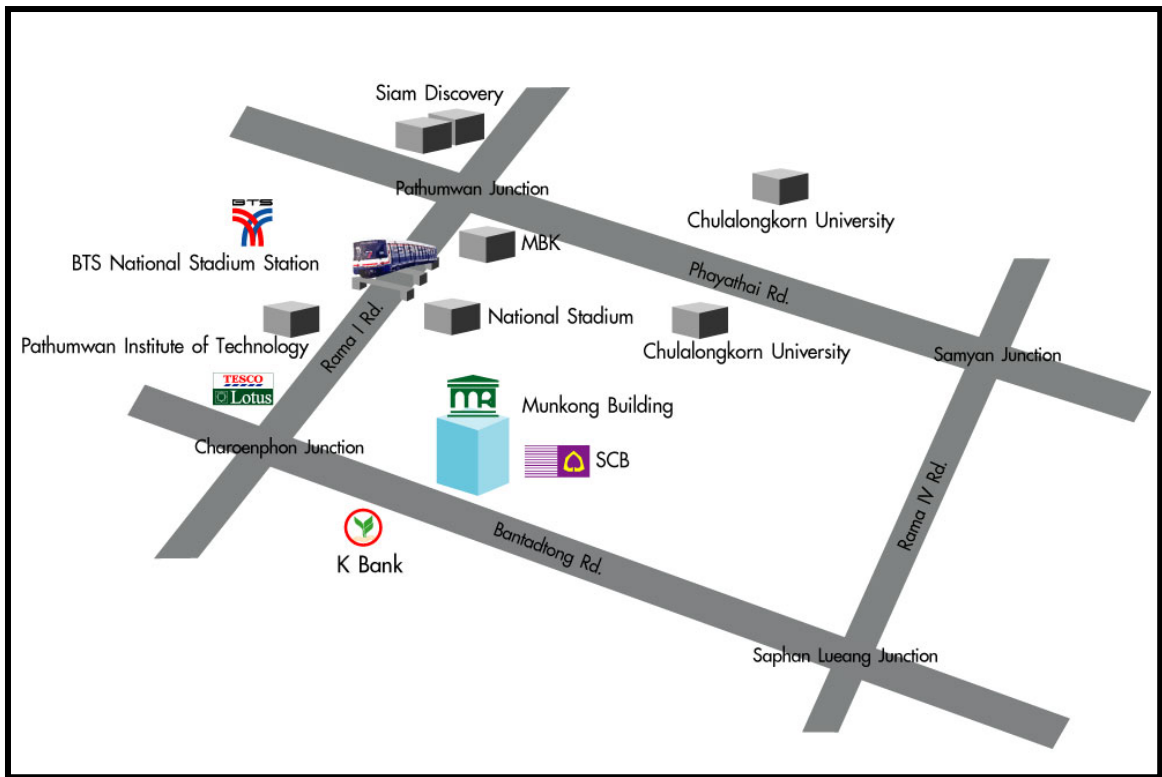 Siam Discovery
Pathumwan Junction
Chulalongkorn University
BTS
BTS National Stadium Station
MBK
Phayathai Rd.
National Stadium
Chulalongkorn University
Pathumwan Institute of Technology
Rama I Rd.
Samyan Junction
TESCO
Lotus
MR
Munkong Building
Charoenphon Junction
SCB
Rama IV Rd.
Bantadtong Rd.
K Bank
Saphan Lueang Junction